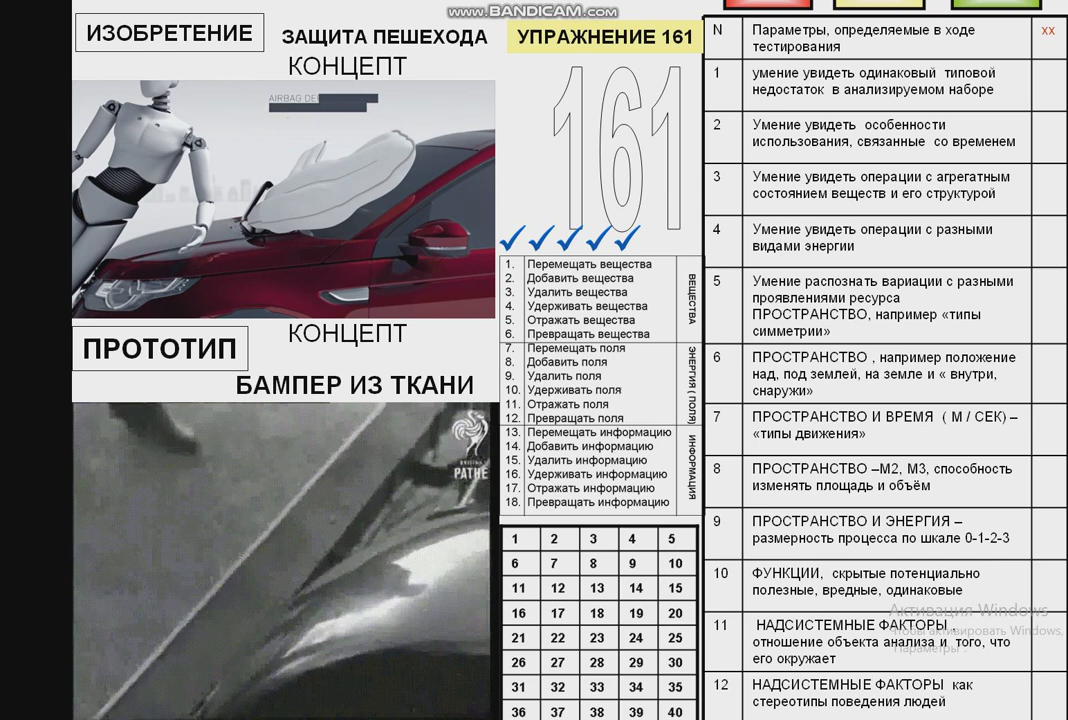 www.BANDICAM.com
ИЗОБРЕТЕНИЕ
ЗАЩИТА ПЕШЕХОДА
КОНЦЕПТ
AIRBAG
ПРОТОТИП
КОНЦЕПТ
БАМПЕР ИЗ ТКАНИ
BRITISH
PATHÉ
УПРАЖНЕНИЕ 161
161
1. Перемещать вещества
2. Добавить вещества
3. Удалить вещества
4. Удерживать вещества
5. Отражать вещества
6. Превращать вещества
ВЕЩЕСТВА
7. Перемещать поля
8. Добавить поля
9. Удалить поля
10. Удерживать поля
11. Отражать поля
12. Превращать поля
ЭНЕРГИЯ ( ПОЛЯ)
13. Перемещать информацию
14. Добавить информацию
15. Удалить информацию
16. Удерживать информацию
17. Отражать информацию
18. Превращать информацию
ИНФОРМАЦИЯ
1 2 3 4 5
6 7 8 9 10
11 12 13 14 15
16 17 18 19 20
21 22 23 24 25
26 27 28 29 30
31 32 33 34 35
36 37 38 39 40
N Параметры, определяемые в ходе xx
тестирования
1 умение увидеть одинаковый типовой
недостаток в анализируемом наборе
2 Умение увидеть особенности
использования, связанные со временем
3 Умение увидеть операции с агрегатным
состоянием веществ и его структурой
4 Умение увидеть операции с разными
видами энергии
5 Умение распознать вариации с разными
проявлениями ресурса
ПРОСТРАНСТВО, например «типы
симметрии»
6 ПРОСТРАНСТВО , например положение
над, под землей, на земле и « внутри,
снаружи»
7 ПРОСТРАНСТВО И ВРЕМЯ ( М / СЕК) –
«типы движения»
8 ПРОСТРАНСТВО –М2, М3, способность
изменять площадь и объём
9 ПРОСТРАНСТВО И ЭНЕРГИЯ –
размерность процесса по шкале 0-1-2-3
10 ФУНКЦИИ, скрытые потенциально
полезные, вредные, одинаковые
11 НАДСИСТЕМНЫЕ ФАКТОРЫ ,
отношение объекта анализа и того, что
его окружает
12 НАДСИСТЕМНЫЕ ФАКТОРЫ как
стереотипы поведения людей
Активация Windows
Чтобы активировать Windows,
"Параметры".